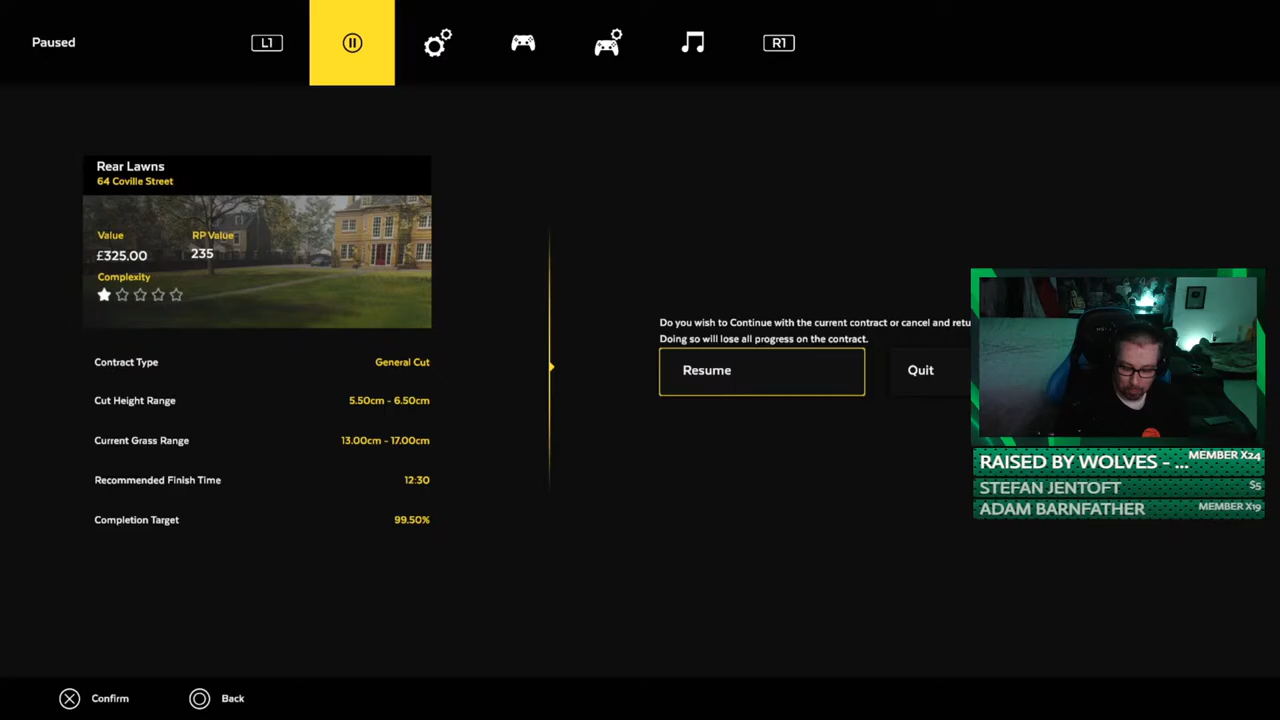 Paused
L1
R1
Rear Lawns
64 Coville Street
Value
RP Value
£325.00
235
Complexity
Contract Type
General Cut
Cut Height Range
5.50cm - 6.50cm
Current Grass Range
13.00cm - 17.00cm
Recommended Finish Time
12:30
Completion Target
99.50%
Do you wish to Continue with the current contract or cancel and retu
Doing so will lose all progress on the contract.
Resume
Quit
RAISED BY WOLVES - ...
MEMBER X24
STEFAN JENTOFT
$5
ADAM BARNFATHER
MEMBER X19
Confirm
Back